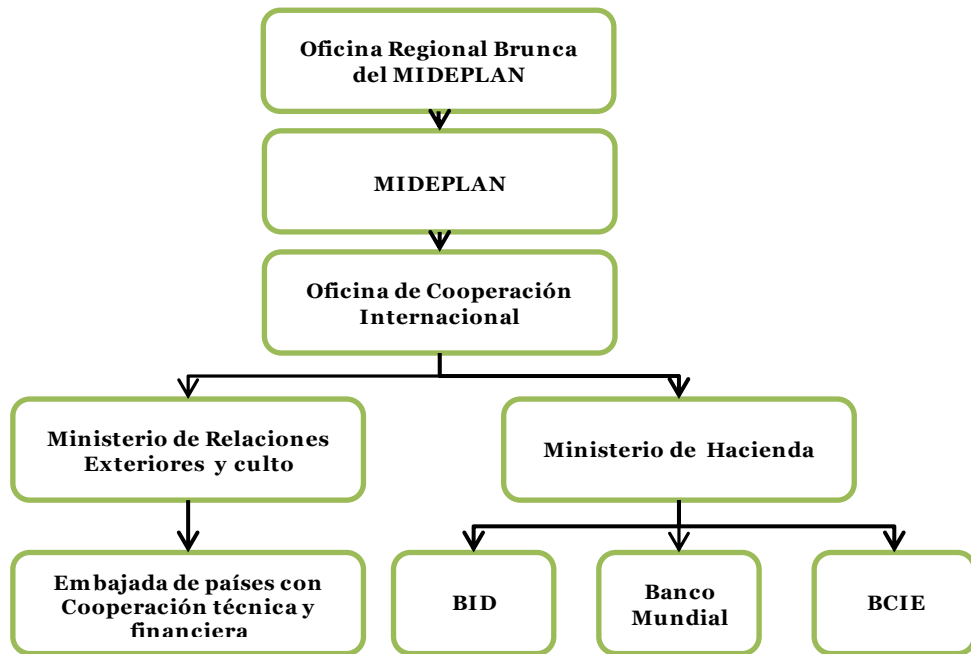 Oficina Regional Brunca
del MIDEPLAN
MIDEPLAN
Oficina de Cooperación
Internacional
Ministerio de Relaciones
Exteriores y culto
Ministerio de Hacienda
Embajada de países con
Cooperación técnica y
financiera
BID
Banco
Mundial
BCIE